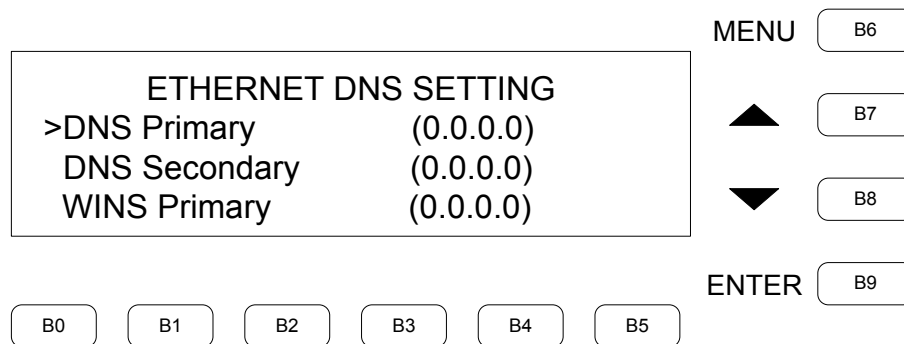 MENU B6
ETHERNET DNS SETTING
>DNS Primary (0.0.0.0)
B7
DNS Secondary (0.0.0.0)
WINS Primary (0.0.0.0)
B8
ENTER B9
B0 B1 B2 B3 B4 B5